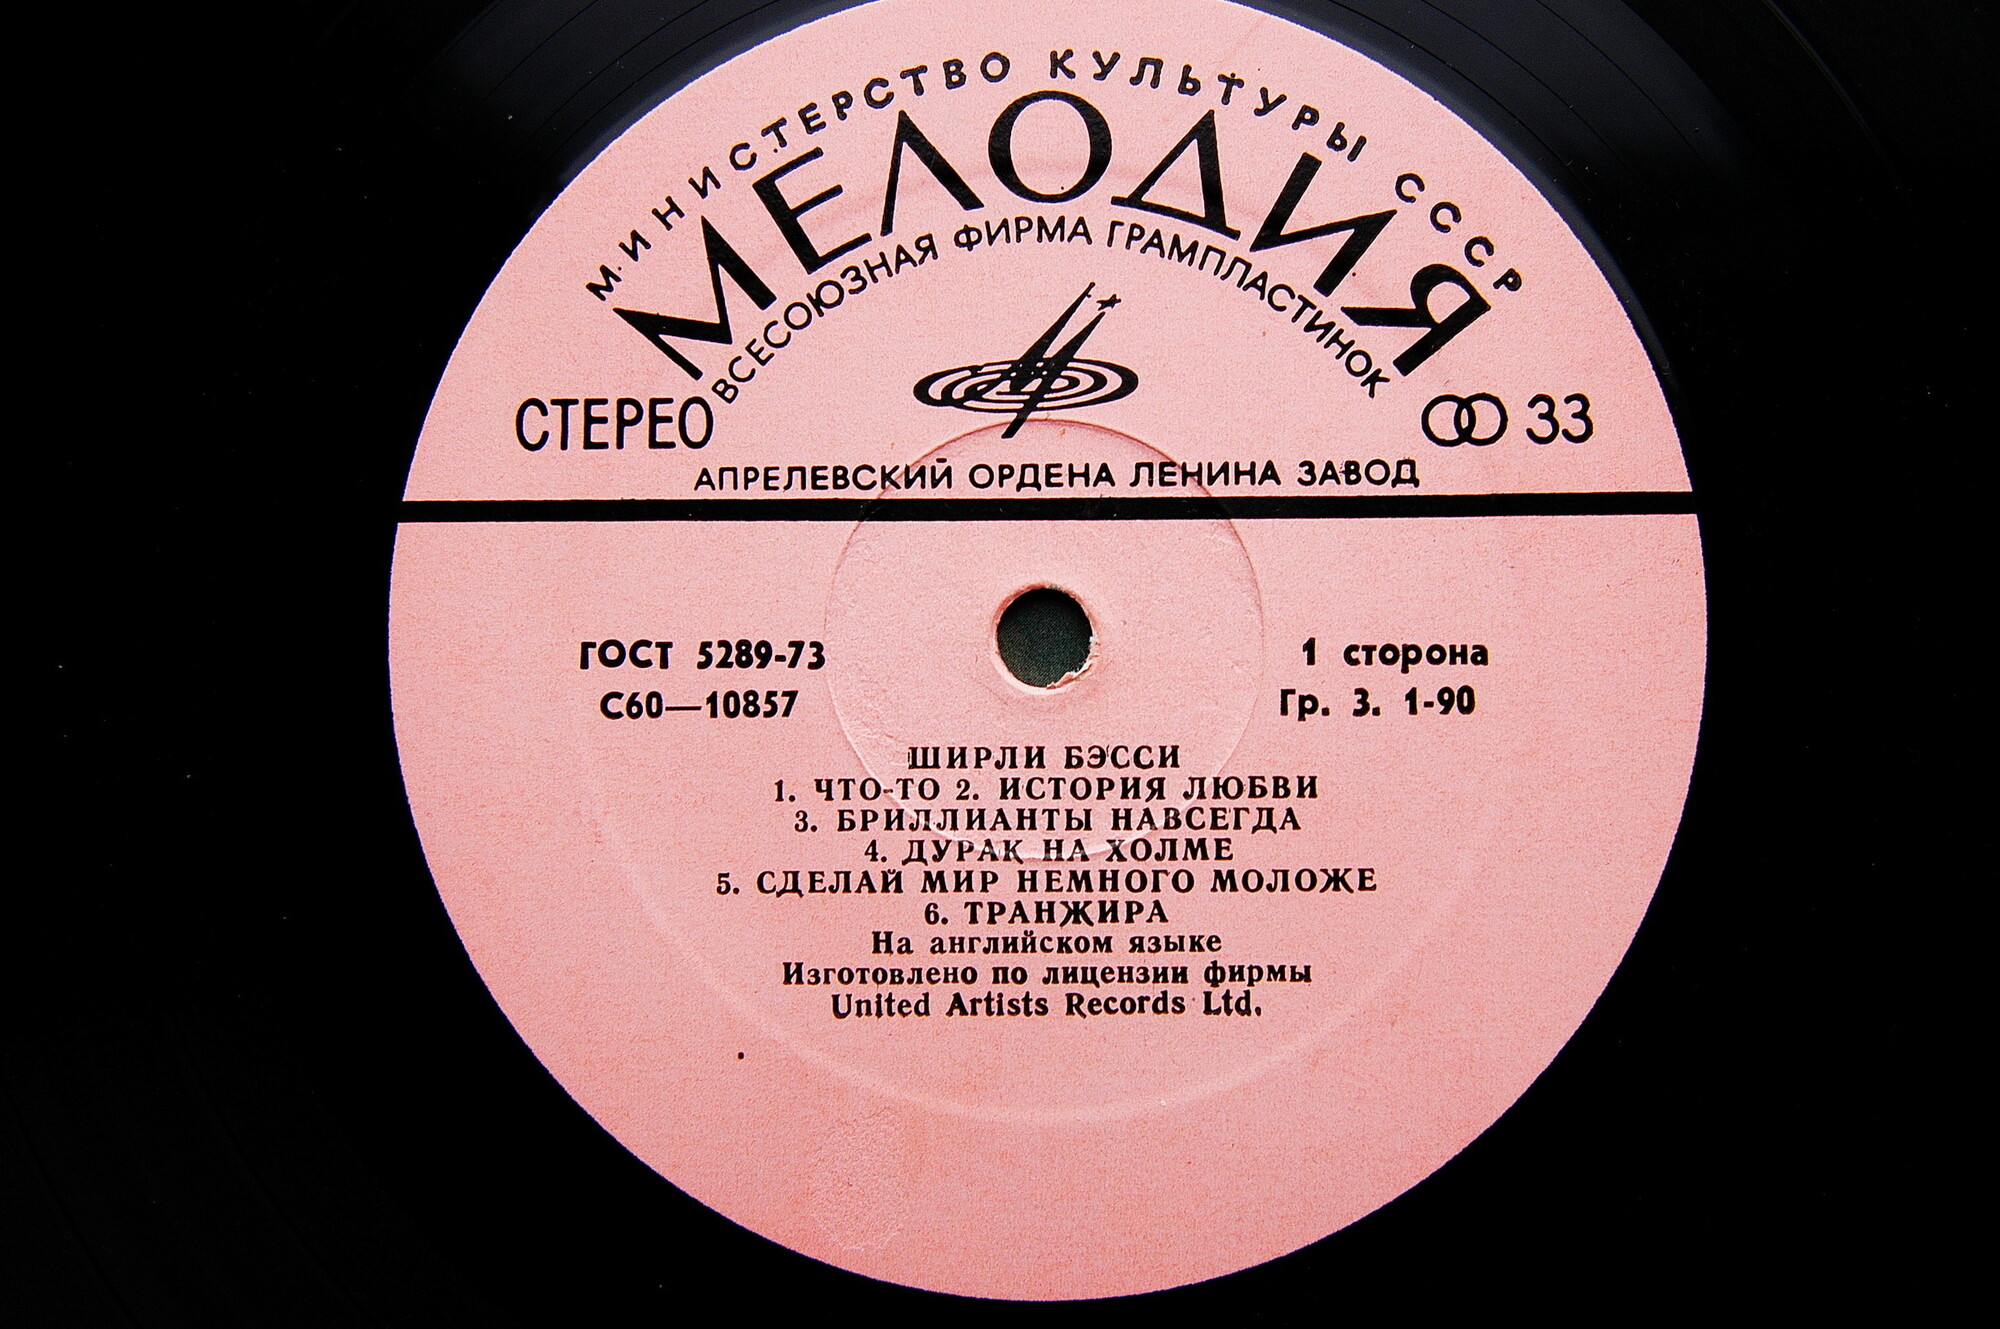 МИНИСТЕРСТВО КУЛЬТУРЫ СССР
МЕЛОДИЯ
ВСЕСОЮЗНАЯ ФИРМА ГРАМПЛАСТИНОК
СТЕРЕО
33
АПРЕЛЕВСКИЙ ОРДЕНА ЛЕНИНА ЗАВОД
ГОСТ 5289-73
1 сторона
С60—10857
Гр. 3. 1-90
ШИРЛИ БЭССИ
1. ЧТО-ТО 2. ИСТОРИЯ ЛЮБВИ
3. БРИЛЛИАНТЫ НАВСЕГДА
4. ДУРАК НА ХОЛМЕ
5. СДЕЛАЙ МИР НЕМНОГО МОЛОЖЕ
6. ТРАНЖИРА
На английском языке
Изготовлено по лицензии фирмы
United Artists Records Ltd.